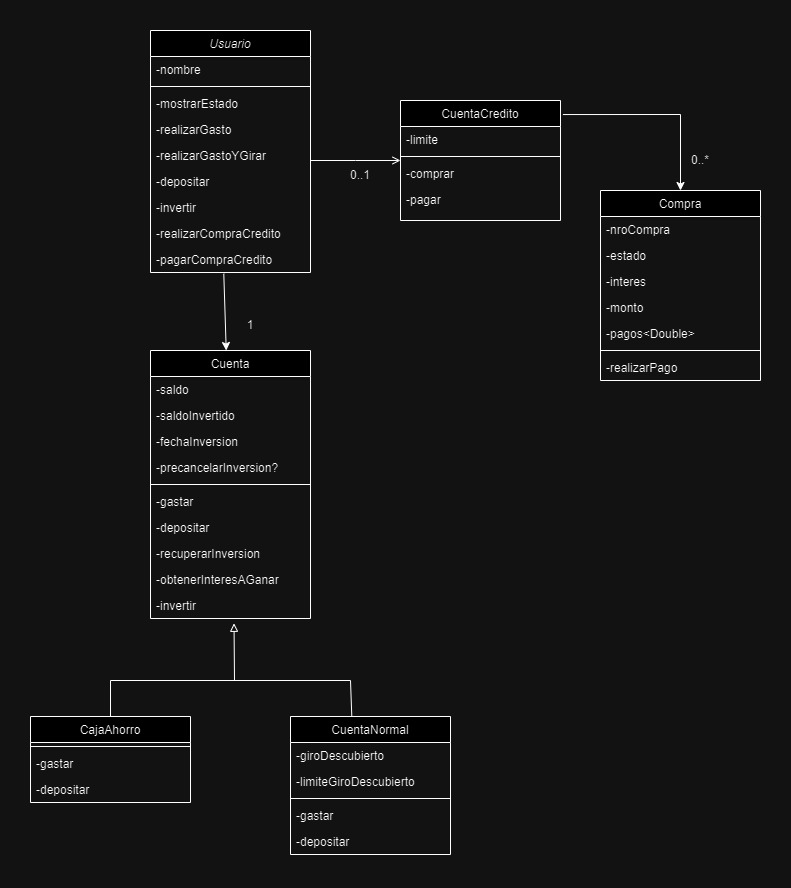 Usuario
-nombre
-mostrarEstado
-realizarGasto
-realizarGastoYGirar
-depositar
-invertir
-realizarCompraCredito
-pagarCompraCredito
0..1
CuentaCredito
-limite
-comprar
-pagar
0..*
Compra
-nroCompra
-estado
-interes
-monto
-pagos<Double>
-realizarPago
1
Cuenta
-saldo
-saldoInvertido
-fechaInversion
-precancelarInversion?
-gastar
-depositar
-recuperarInversion
-obtenerInteresAGanar
-invertir
CajaAhorro
-gastar
-depositar
CuentaNormal
-giroDescubierto
-limiteGiroDescubierto
-gastar
-depositar